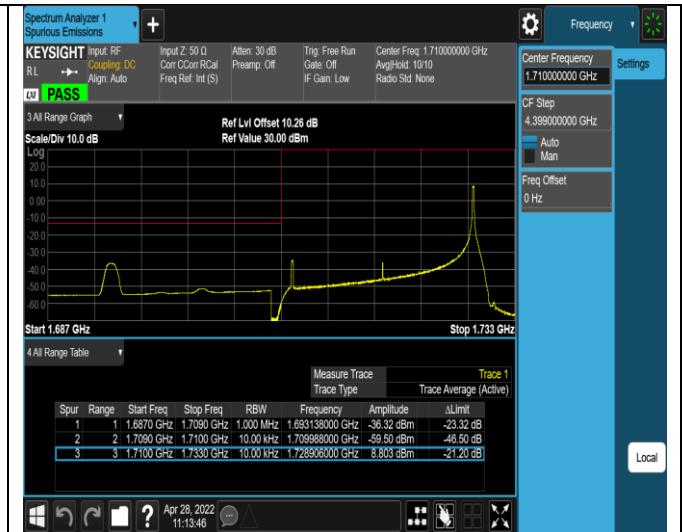 Spectrum Analyzer 1
Spurious Emissions
+
Frequency
KEYSIGHT Input: RF Input Z: 50 Ω Atten: 30 dB Trig: Free Run Center Freq: 1.710000000 GHz
RL Coupling: DC Corr CCorr RCal Preamp: Off Gate: Off Avg|Hold: 10/10
Align: Auto Freq Ref: Int (S) IF Gain: Low Radio Std: None
LXI PASS
Center Frequency
1.710000000 GHz
Settings
CF Step
4.399000000 GHz
Auto
Man
Freq Offset
0 Hz
3 All Range Graph
Ref Lvl Offset 10.26 dB
Scale/Div 10.0 dB Ref Value 30.00 dBm
Log
20.0
10.0
0.00
-10.0
-20.0
-30.0
-40.0
-50.0
-60.0
Start 1.687 GHz Stop 1.733 GHz
4 All Range Table
Measure Trace Trace 1
Trace Type Trace Average (Active)
Spur Range Start Freq Stop Freq RBW Frequency Amplitude ΔLimit
1 1 1.6870 GHz 1.7090 GHz 1.000 MHz 1.693138000 GHz -36.32 dBm -23.32 dB
2 2 1.7090 GHz 1.7100 GHz 10.00 kHz 1.709988000 GHz -59.50 dBm -46.50 dB
3 3 1.7100 GHz 1.7330 GHz 10.00 kHz 1.728906000 GHz 8.803 dBm -21.20 dB
Local
?
Apr 28, 2022
11:13:46